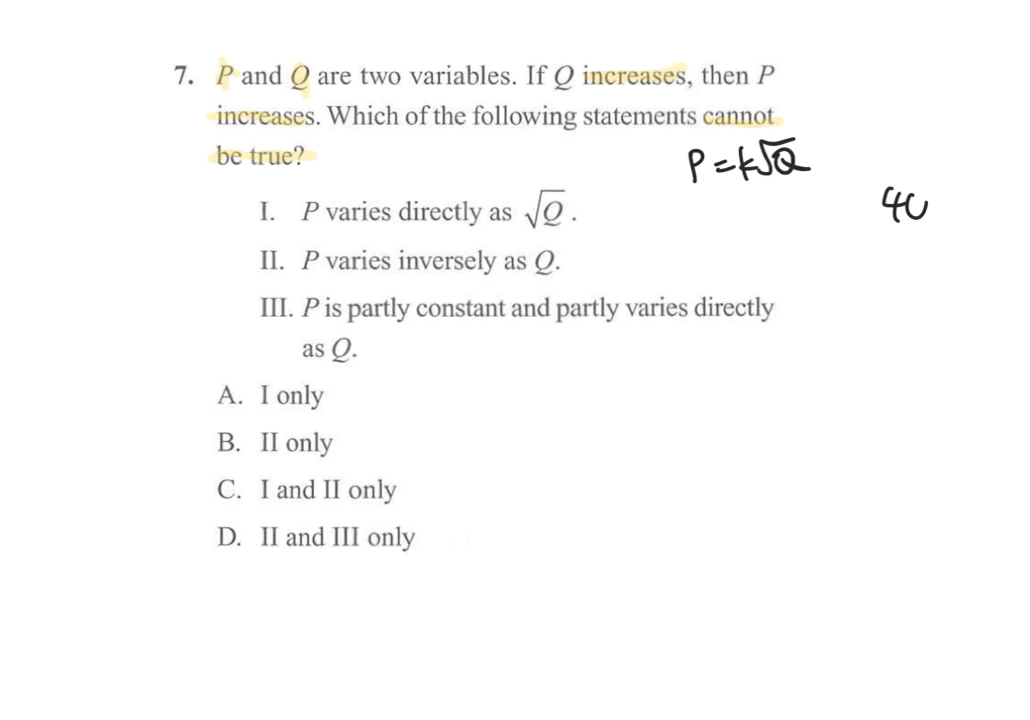 7. P and Q are two variables. If Q increases, then P
increases. Which of the following statements cannot
be true?
P=k√Q
I. P varies directly as √Q.
II. P varies inversely as Q.
III. P is partly constant and partly varies directly
as Q.
A. I only
B. II only
C. I and II only
D. II and III only